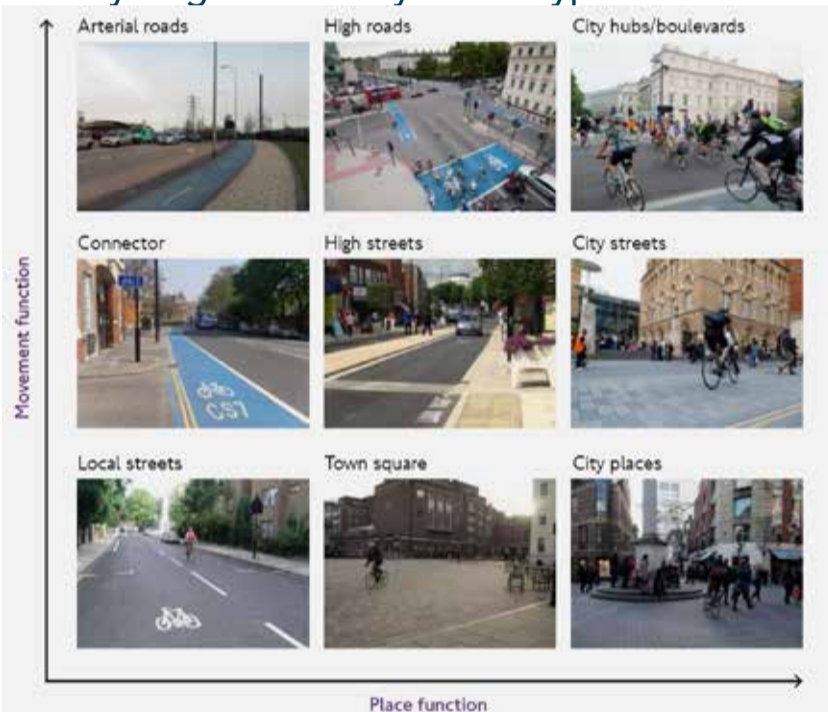 Arterial roads
High roads
City hubs/boulevards
Connector
High streets
City streets
CS7
Local streets
Town square
City places
Movement function
Place function